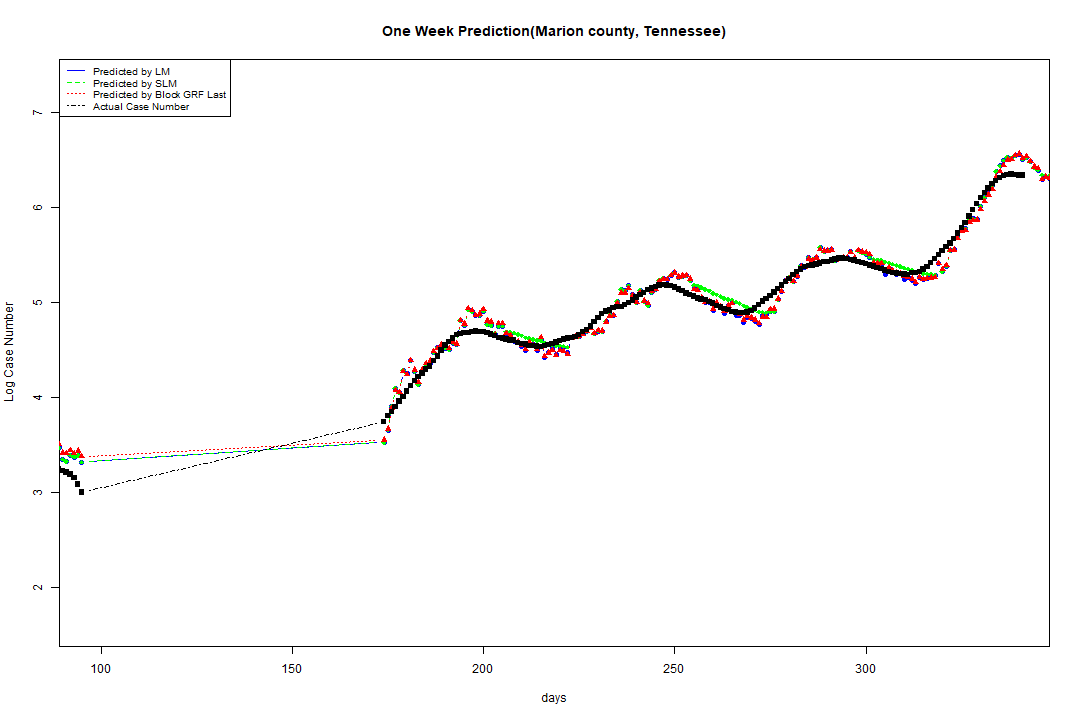 One Week Prediction(Marion county, Tennessee)
Predicted by LM
Predicted by SLM
Predicted by Block GRF Last
Actual Case Number
7
6
5
4
3
2
Log Case Number
100 150 200 250 300
days